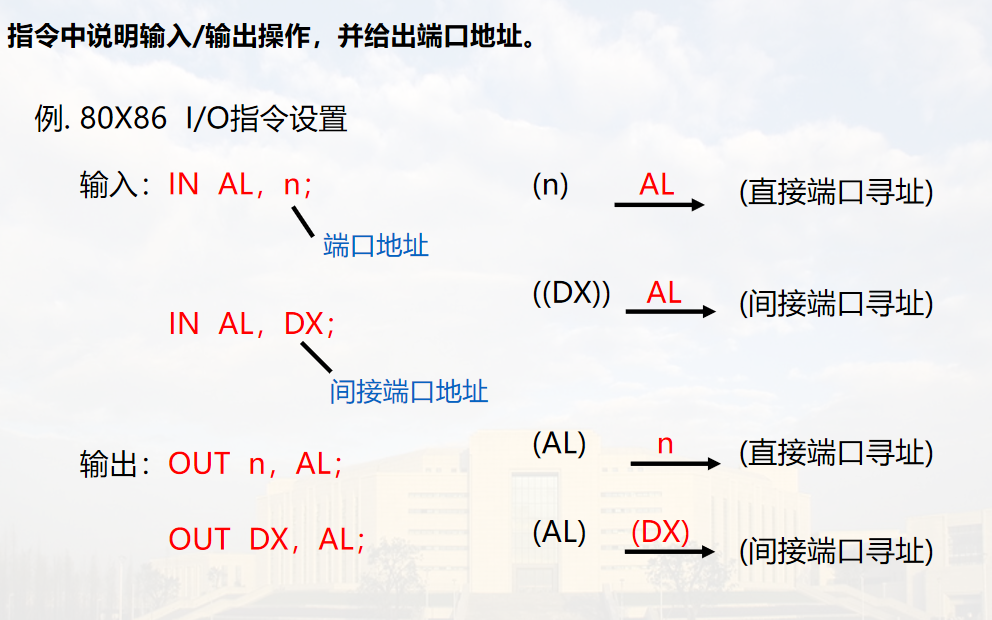 指令中说明输入/输出操作，并给出端口地址。
例. 80X86 I/O指令设置
输入：IN AL，n； (n) AL (直接端口寻址)
端口地址
IN AL，DX； ((DX)) AL (间接端口寻址)
间接端口地址
输出：OUT n，AL； (AL) n (直接端口寻址)
OUT DX，AL； (AL) (DX) (间接端口寻址)